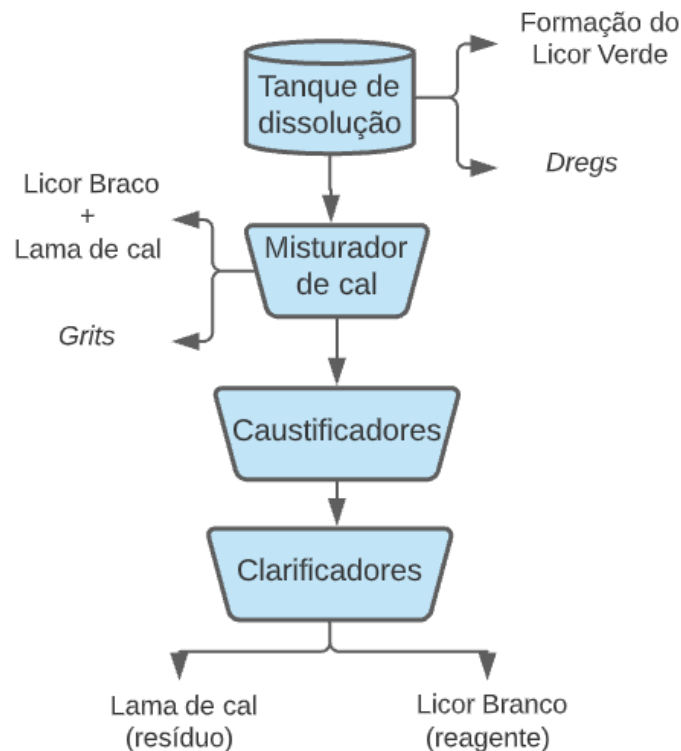 Formação do
Licor Verde
Tanque de
dissolução
Dregs
Licor Braco
+
Lama de cal
Misturador
de cal
Grits
Caustificadores
Clarificadores
Lama de cal
(resíduo)
Licor Branco
(reagente)